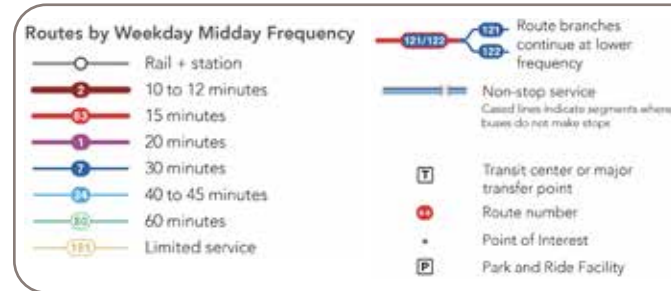 Routes by Weekday Midday Frequency
Rail + station
2 10 to 12 minutes
63 15 minutes
1 20 minutes
7 30 minutes
34 40 to 45 minutes
60 minutes
Limited service
121/122
121
122
Route branches
continue at lower
frequency
Non-stop service
Cased lines indicate segments where
buses do not make stops
T Transit center or major
transfer point
Route number
Point of Interest
P Park and Ride Facility